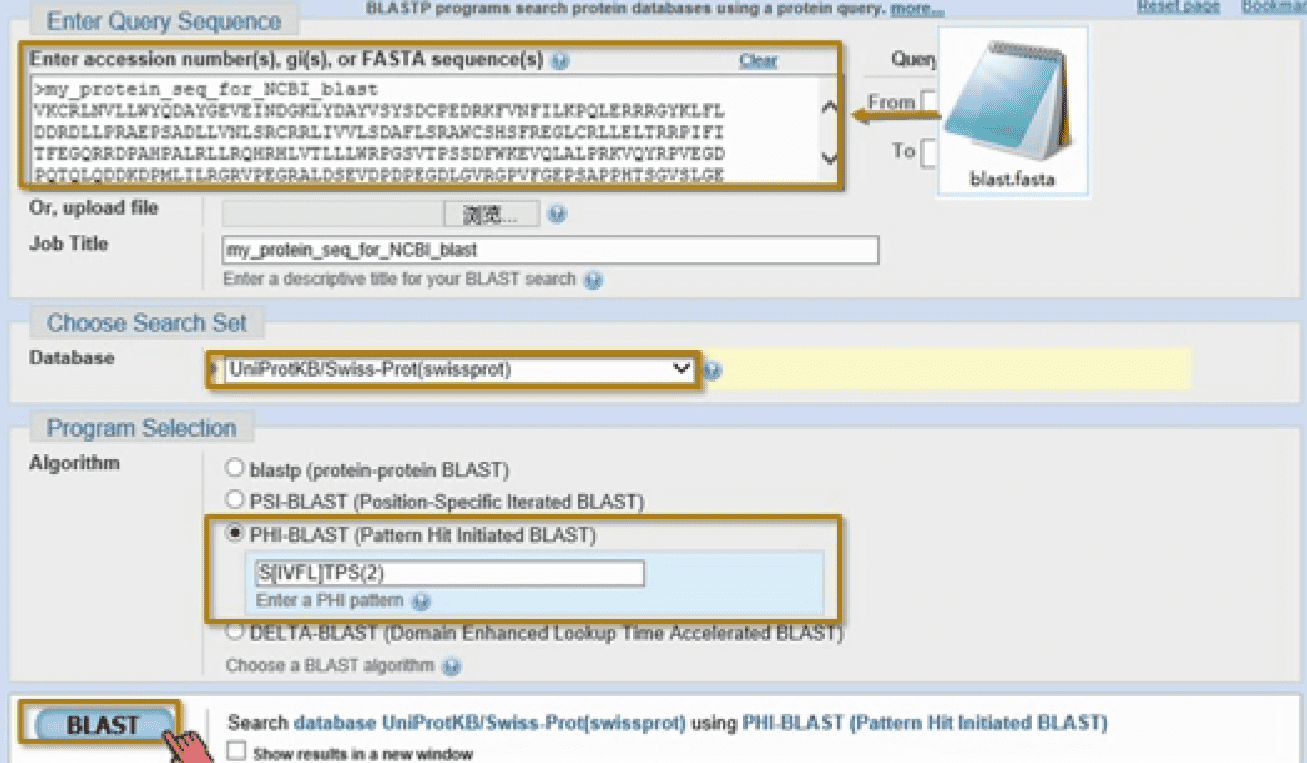 BLASTP programs search protein databases using a protein query. more...
Reset page
Bookmar
Enter Query Sequence
Enter accession number(s), gi(s), or FASTA sequence(s)
Clear
Query
>my_protein_seq_for_NCBI_blast
VKCRLNVLLWYQDAYGEVEINDGKLYDAYVSYSDCPEDRKFVNFILKPQLERRRGYKLFL
DDRDLLPRAEPSADLLVNLSRCRRLIVVLSDAFLSRAWCSHSFREGLCRLLELTRRPIFI
TFEGQRRDPAHPALRLLRQHRHLVTLLLWRPGSVTPSSDFWKEVQLALPRKVQYRPVEGD
PQTQLQDDKDPMLILRGRVPEGRALDSEVDPDPEGDLGVRGPVFGEPSAPPHTSGVSLGE
From
To
blast.fasta
Or, upload file
浏览...
Job Title
my_protein_seq_for_NCBI_blast
Enter a descriptive title for your BLAST search
Choose Search Set
Database
UniProtKB/Swiss-Prot(swissprot)
Program Selection
Algorithm
blastp (protein-protein BLAST)
PSI-BLAST (Position-Specific Iterated BLAST)
PHI-BLAST (Pattern Hit Initiated BLAST)
S[IVFL]TPS(2)
Enter a PHI pattern
DELTA-BLAST (Domain Enhanced Lookup Time Accelerated BLAST)
Choose a BLAST algorithm
BLAST
Search database UniProtKB/Swiss-Prot(swissprot) using PHI-BLAST (Pattern Hit Initiated BLAST)
Show results in a new window